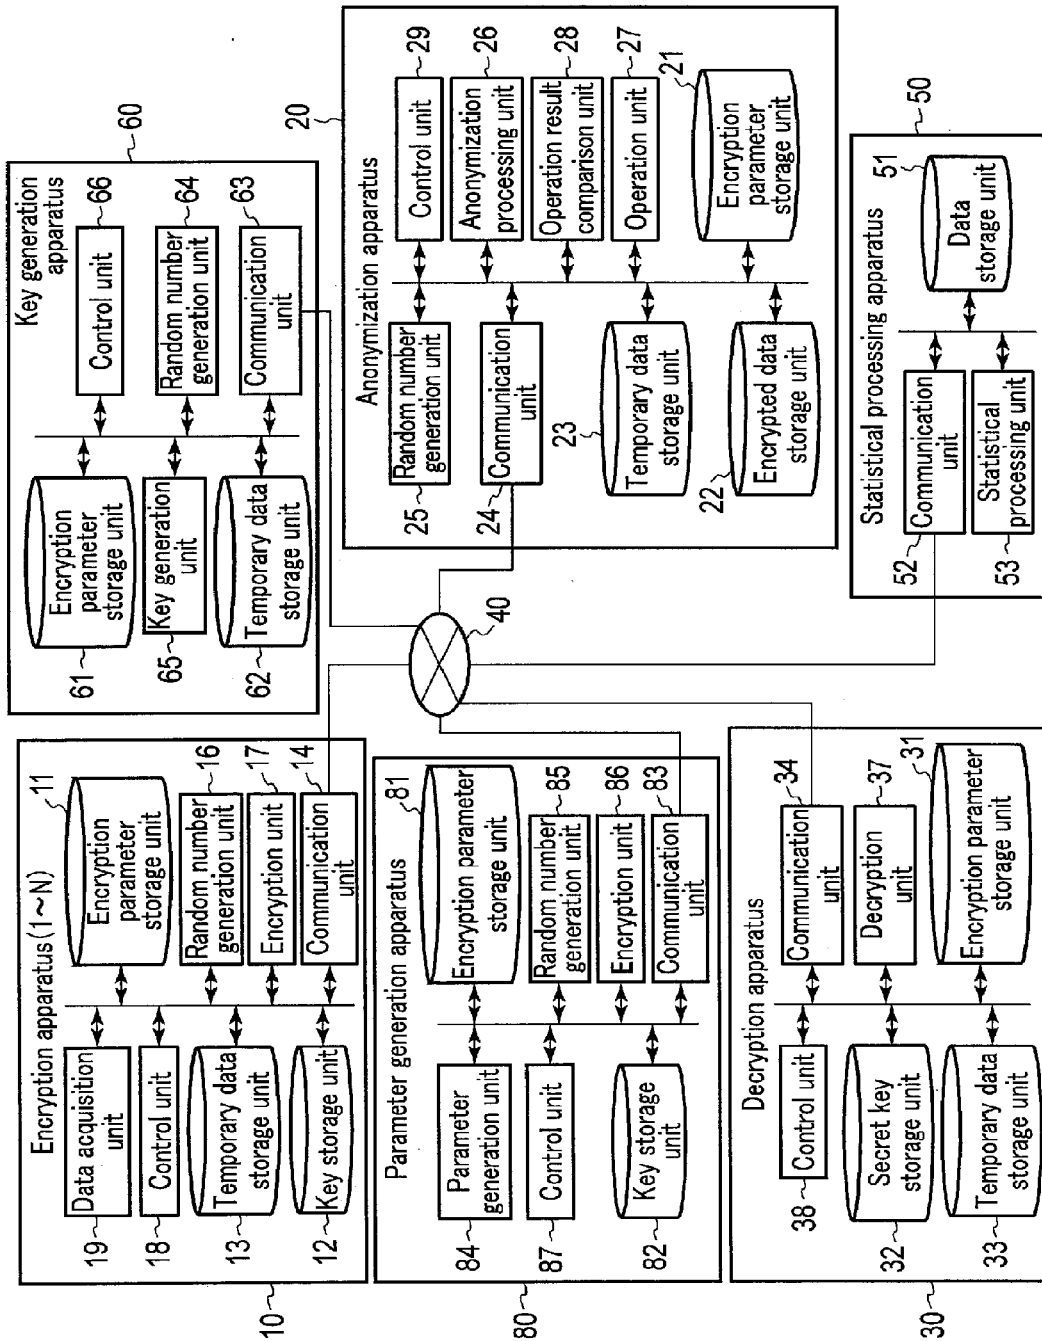 Encryption apparatus (1~N)
10
19
Data acquisition
unit
18
Control unit
13
Temporary data
storage unit
12
Key storage unit
11
Encryption
parameter
storage unit
16
Random number
generation unit
17
Encryption unit
14
Communication
unit
Key generation
apparatus
60
61
Encryption
parameter
storage unit
65
Key generation
unit
62
Temporary data
storage unit
66
Control unit
64
Random number
generation unit
63
Communication
unit
Parameter generation apparatus
80
84
Parameter
generation unit
87
Control unit
82
Key storage
unit
81
Encryption parameter
storage unit
85
Random number
generation unit
86
Encryption unit
83
Communication
unit
40
Anonymization apparatus
20
25
Random number
generation unit
24
Communication
unit
23
Temporary data
storage unit
22
Encrypted data
storage unit
29
Control unit
26
Anonymization
processing unit
28
Operation result
comparison unit
27
Operation unit
21
Encryption
parameter
storage unit
Decryption apparatus
30
38
Control unit
32
Secret key
storage unit
33
Temporary data
storage unit
34
Communication
unit
37
Decryption
unit
31
Encryption parameter
storage unit
Statistical processing apparatus
50
52
Communication
unit
53
Statistical
processing unit
51
Data
storage unit